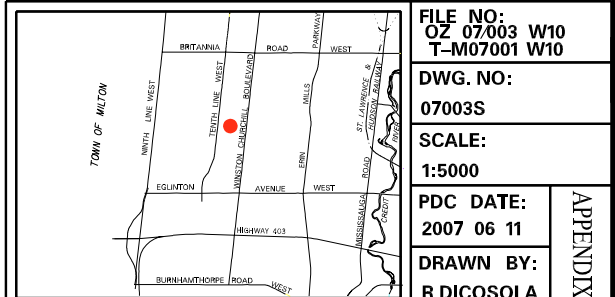 BRITANNIA ROAD WEST
PARKWAY
TOWN OF MILTON
NINTH LINE WEST
TENTH LINE WEST
WINSTON CHURCHILL BOULEVARD
ERIN MILLS
ST. LAWRENCE &
HUDSON RAILWAY
MISSISSAUGA ROAD
CREDIT RIVER
EGLINTON AVENUE WEST
HIGHWAY 403
BURNHAMTHORPE ROAD WEST
FILE NO:
OZ 07/003 W10
T-M07001 W10
DWG. NO:
07003S
SCALE:
1:5000
PDC DATE:
2007 06 11
DRAWN BY:
R DICOSOLA
APPENDIX